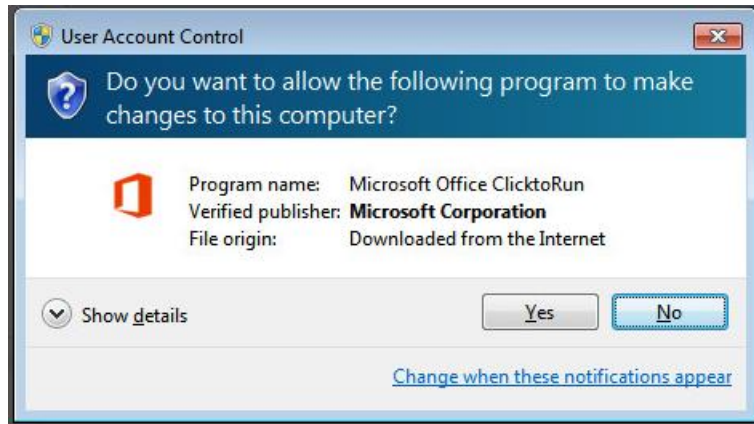 User Account Control
Do you want to allow the following program to make
changes to this computer?
Program name: Microsoft Office ClicktoRun
Verified publisher: Microsoft Corporation
File origin: Downloaded from the Internet
Show details
Yes No
Change when these notifications appear